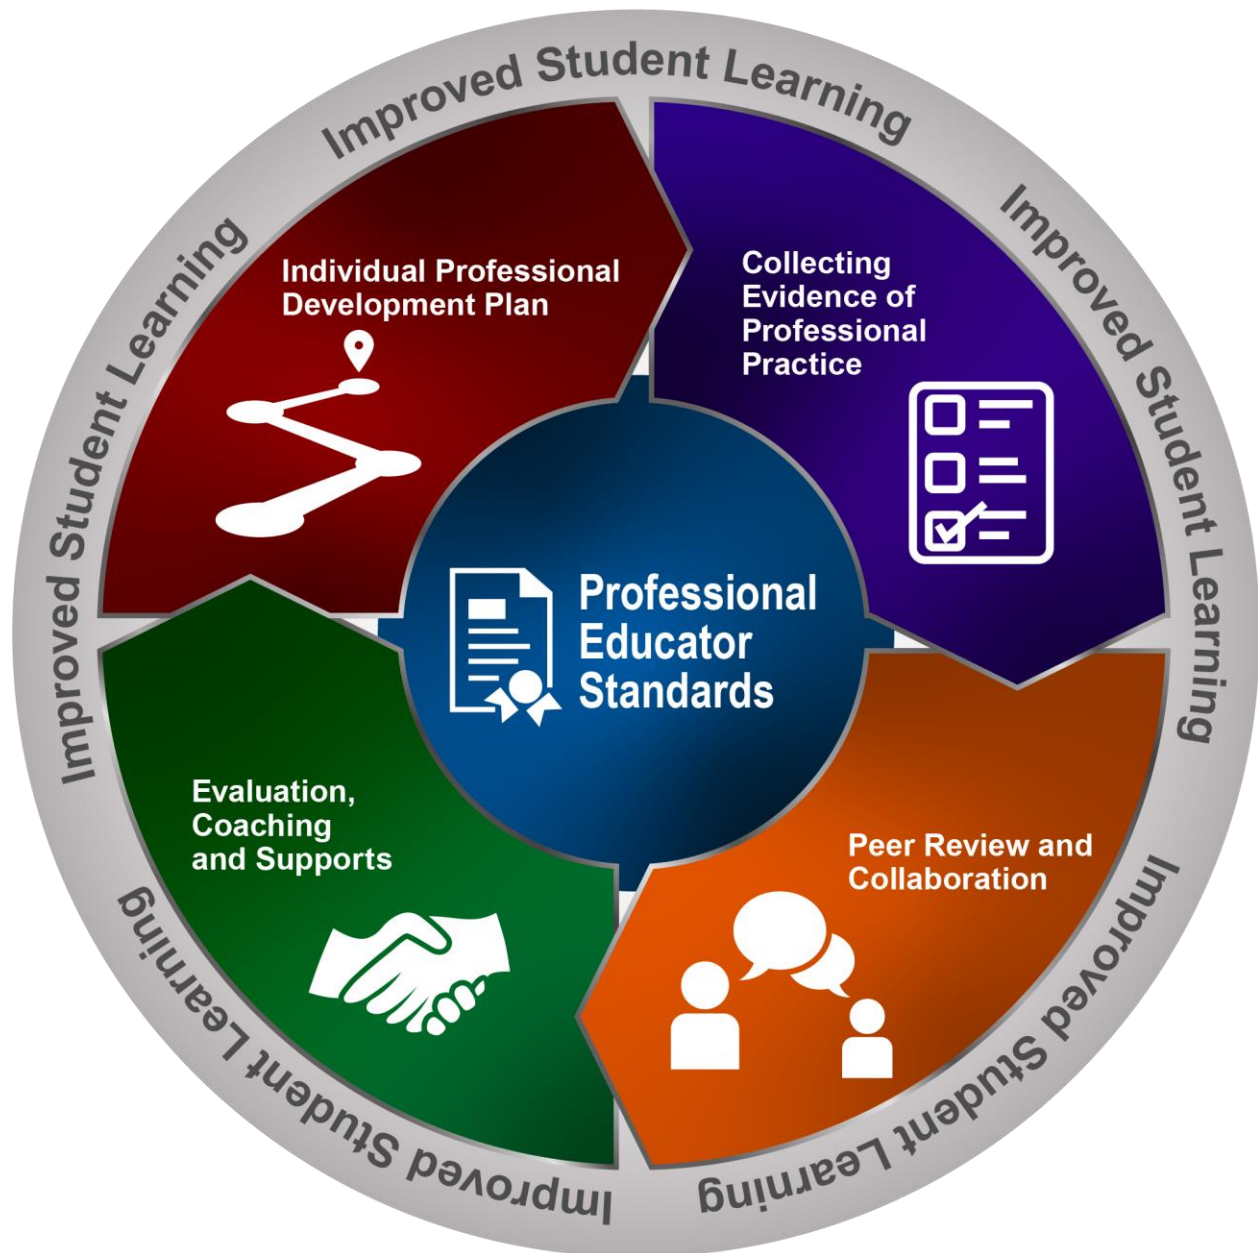 Improved Student Learning
Improved Student Learning
Improved Student Learning
Improved Student Learning
Improved Student Learning
Individual Professional
Development Plan
Collecting
Evidence of
Professional
Practice
Peer Review and
Collaboration
Evaluation,
Coaching
and Supports
Professional
Educator
Standards